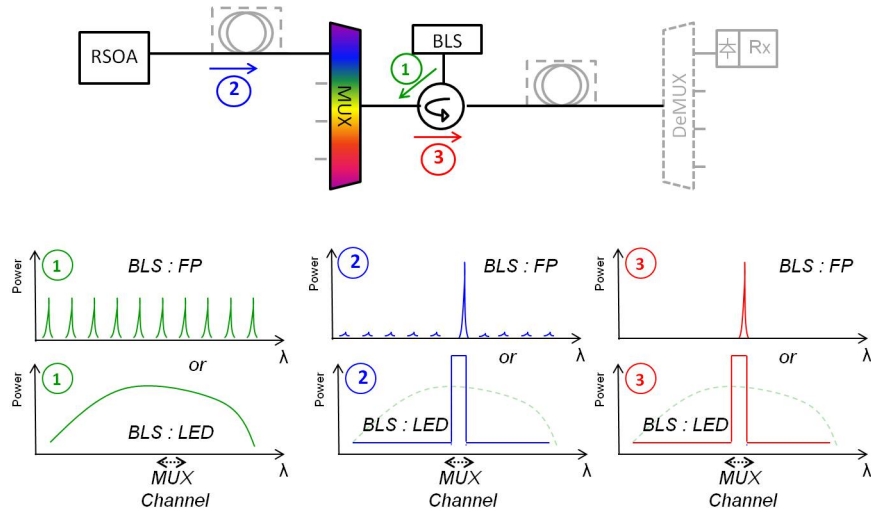 RSOA
2
MUX
BLS
1
3
DeMUX
Rx
Power
1
BLS : FP
λ
or
Power
1
BLS : LED
λ
MUX
Channel
Power
2
BLS : FP
λ
or
Power
2
BLS : LED
λ
MUX
Channel
Power
3
BLS : FP
λ
or
Power
3
BLS : LED
λ
MUX
Channel